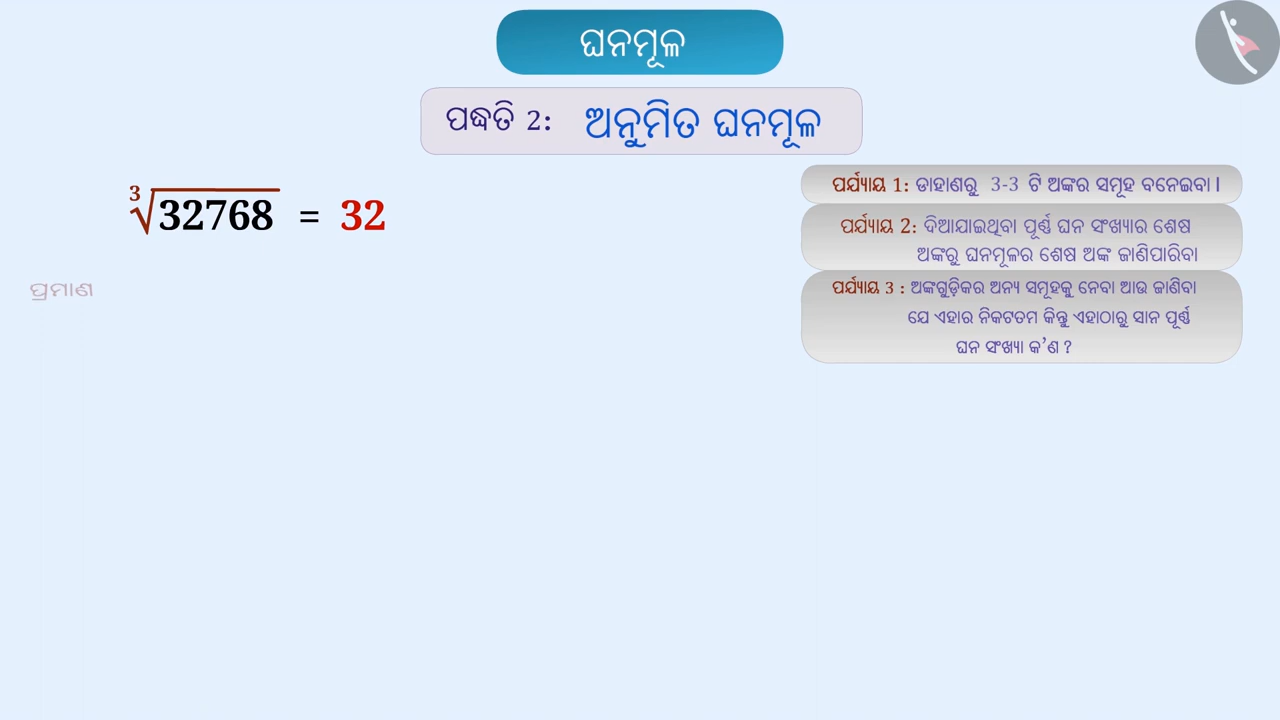 ଘନମୂଳ
ପଦ୍ଧତି 2: ଅନୁମିତ ଘନମୂଳ
∛32768 = 32
ପ୍ରମାଣ
ପର୍ଯ୍ୟାୟ 1: ଡାହାଣରୁ 3-3 ଟି ଅଙ୍କର ସମୂହ ବନେଇବା ।
ପର୍ଯ୍ୟାୟ 2: ଦିଆଯାଇଥିବା ପୂର୍ଣ୍ଣ ଘନ ସଂଖ୍ୟାର ଶେଷ
ଅଙ୍କରୁ ଘନମୂଳର ଶେଷ ଅଙ୍କ ଜାଣିପାରିବା
ପର୍ଯ୍ୟାୟ 3 : ଅଙ୍କଗୁଡ଼ିକର ଅନ୍ୟ ସମୂହକୁ ନେବା ଆଉ ଜାଣିବା
ଯେ ଏହାର ନିକଟତମ କିନ୍ତୁ ଏହାଠାରୁ ସାନ ପୂର୍ଣ୍ଣ
ଘନ ସଂଖ୍ୟା କ’ଣ ?